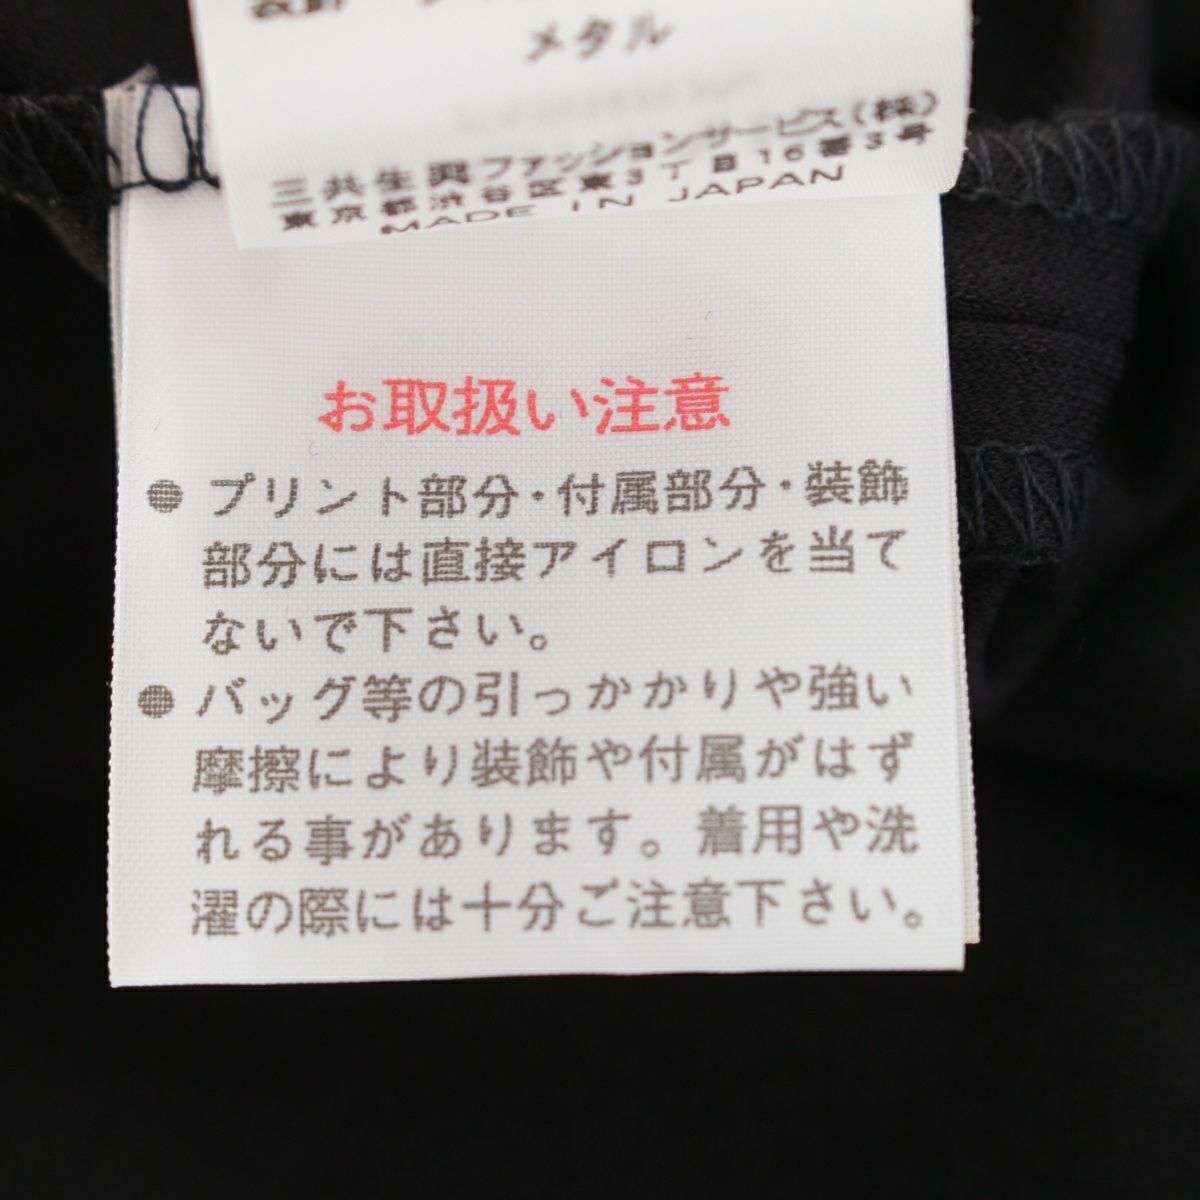 メタル
三共生興ファッションサービス(株)
東京都渋谷区東3丁目16番3号
MADE IN JAPAN
お取扱い注意
● プリント部分・付属部分・装飾
部分には直接アイロンを当て
ないで下さい。
● バッグ等の引っかかりや強い
摩擦により装飾や付属がはず
れる事があります。着用や洗
濯の際には十分ご注意下さい。